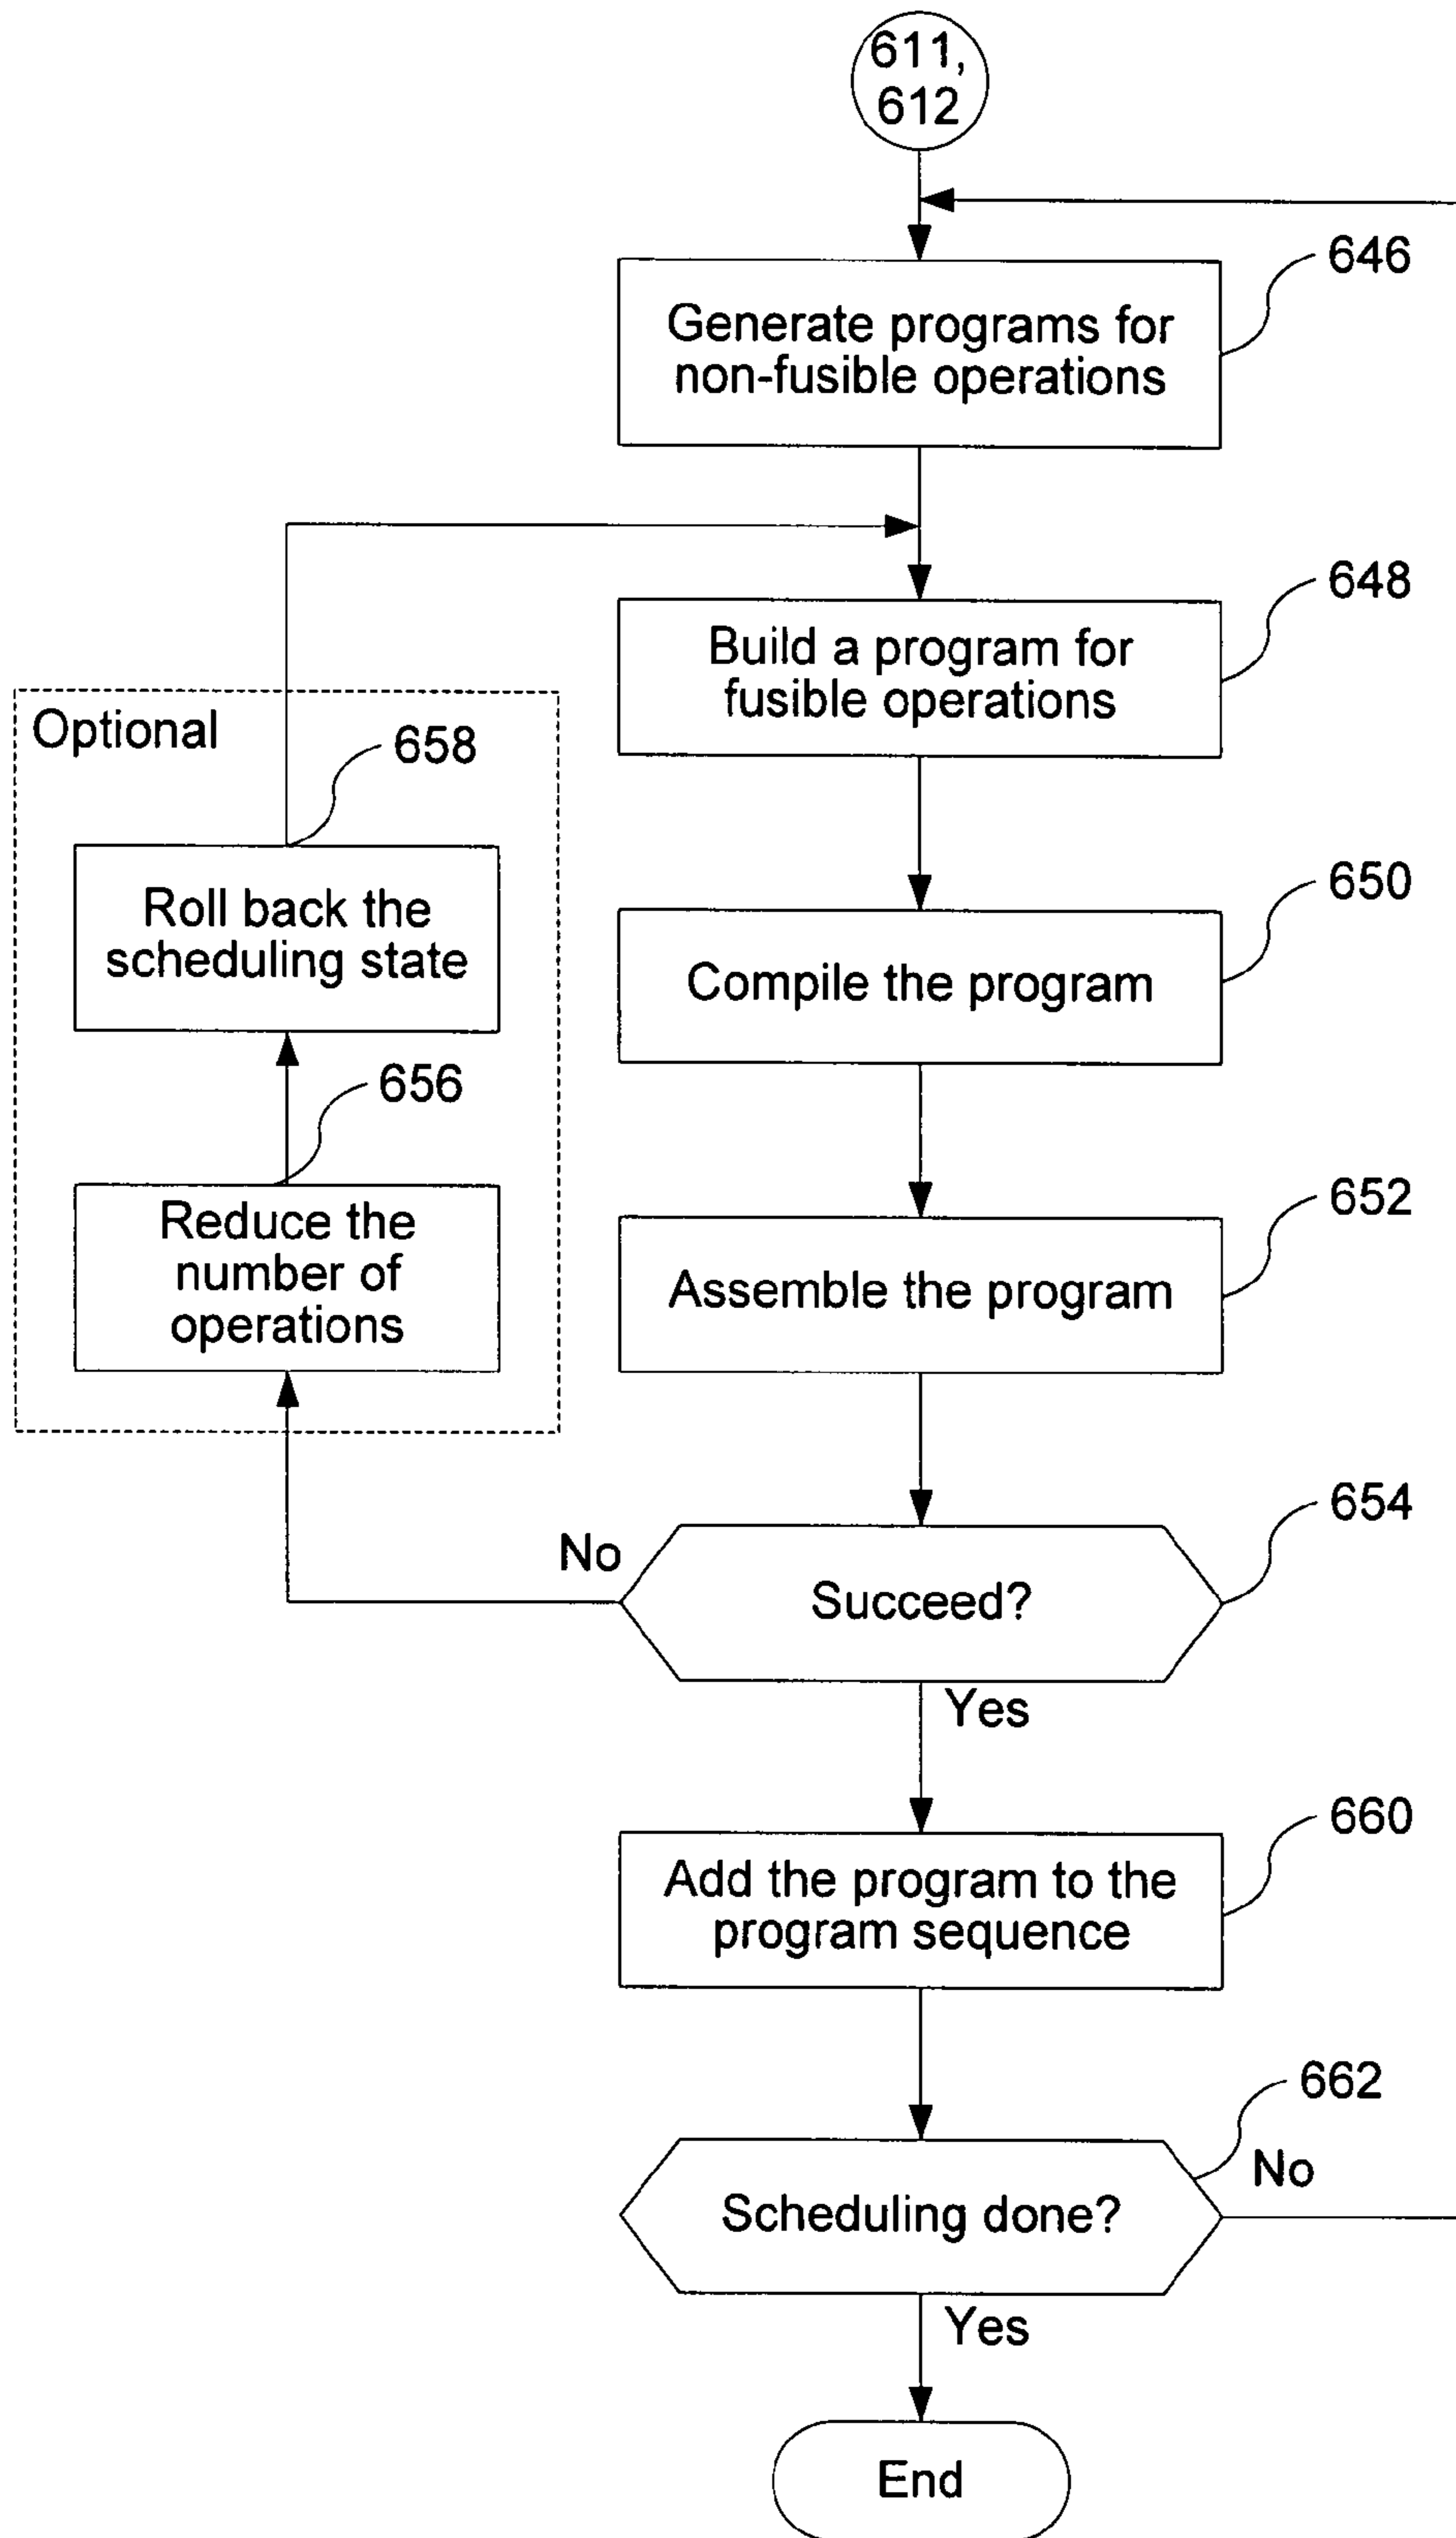 611,
612
646
Generate programs for
non-fusible operations
648
Build a program for
fusible operations
Optional
658
Roll back the
scheduling state
650
Compile the program
656
Reduce the
number of
operations
652
Assemble the program
654
No
Succeed?
Yes
660
Add the program to the
program sequence
662
No
Scheduling done?
Yes
End